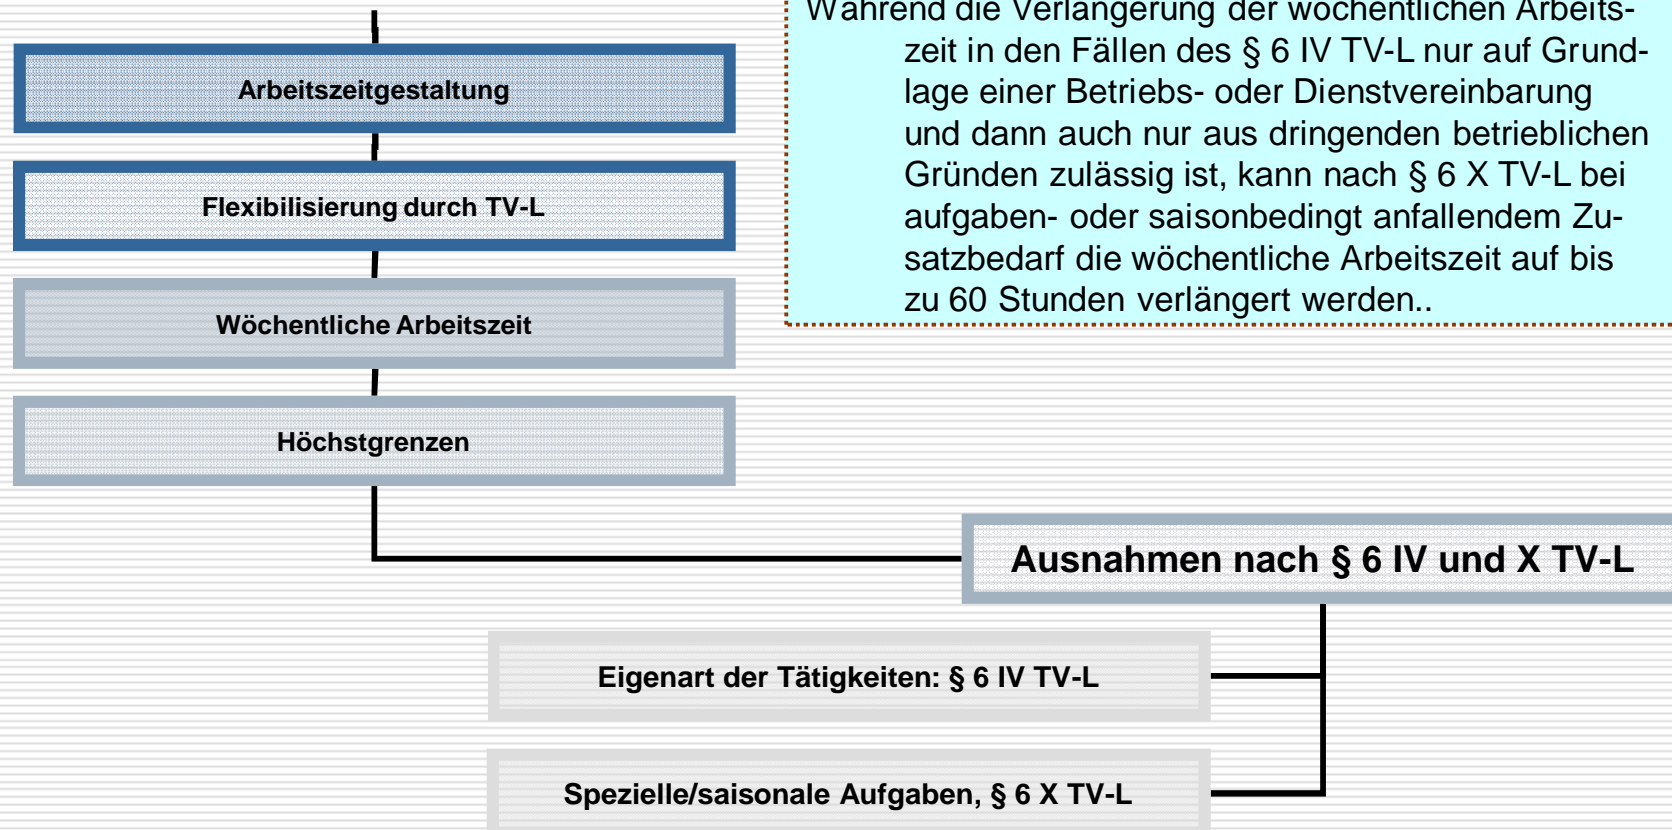 Während die Verlängerung der wöchentlichen Arbeits-
zeit in den Fällen des § 6 IV TV-L nur auf Grund-
lage einer Betriebs- oder Dienstvereinbarung
und dann auch nur aus dringenden betrieblichen
Gründen zulässig ist, kann nach § 6 X TV-L bei
aufgaben- oder saisonbedingt anfallendem Zu-
satzbedarf die wöchentliche Arbeitszeit auf bis
zu 60 Stunden verlängert werden..
Arbeitszeitgestaltung
Flexibilisierung durch TV-L
Wöchentliche Arbeitszeit
Höchstgrenzen
Ausnahmen nach § 6 IV und X TV-L
Eigenart der Tätigkeiten: § 6 IV TV-L
Spezielle/saisonale Aufgaben, § 6 X TV-L